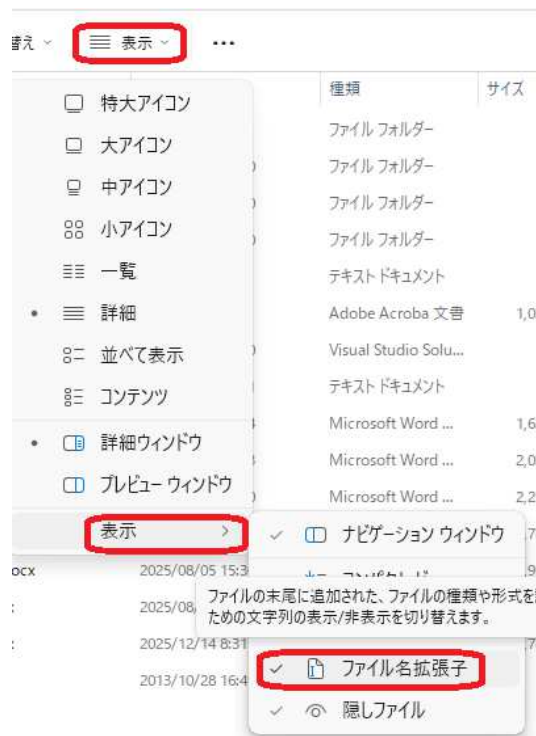 替え
表示
...
種類
サイズ
特大アイコン
ファイル フォルダー
大アイコン
ファイル フォルダー
中アイコン
ファイル フォルダー
小アイコン
ファイル フォルダー
一覧
テキスト ドキュメント
詳細
Adobe Acroba 文書
1,0
並べて表示
Visual Studio Solu...
コンテンツ
テキスト ドキュメント
Microsoft Word ...
1,6
詳細ウィンドウ
Microsoft Word ...
2,0
プレビュー ウィンドウ
Microsoft Word ...
2,2
表示
ナビゲーション ウィンドウ
ocx
2025/08/05 15:3
ファイルの末尾に追加された、ファイルの種類や形式を
ための文字列の表示/非表示を切り替えます。
2025/08/
2025/12/14 8:31
ファイル名拡張子
2013/10/28 16:4
隠しファイル